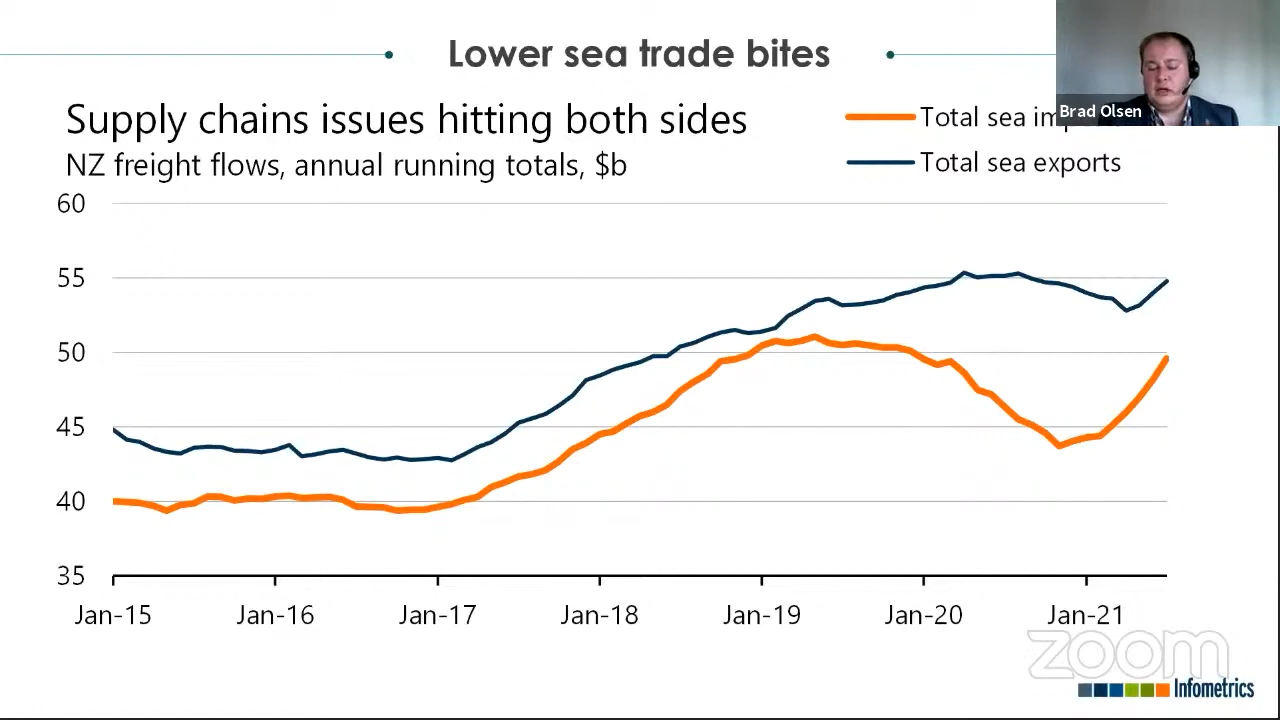 Lower sea trade bites
Supply chains issues hitting both sides
NZ freight flows, annual running totals, $b
Total sea
Total sea exports
Brad Olsen
60
55
50
45
40
35
Jan-15 Jan-16 Jan-17 Jan-18 Jan-19 Jan-20 Jan-21
zoom
Infometrics